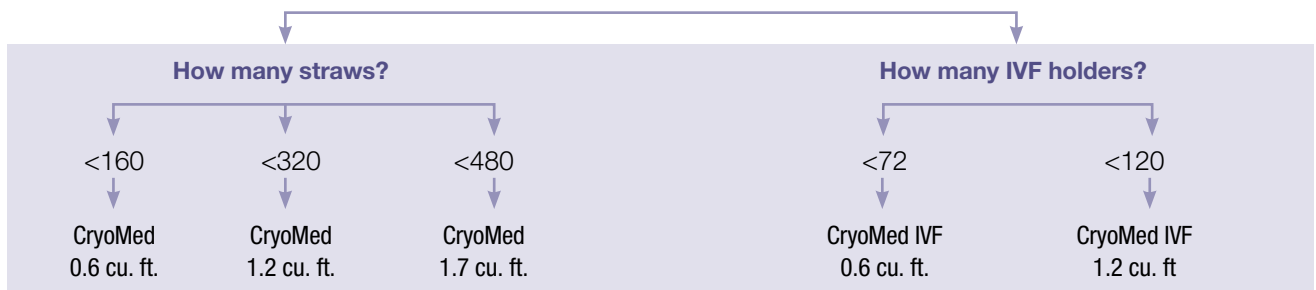 How many straws?
How many IVF holders?
<160
<320
<480
<72
<120
CryoMed
0.6 cu. ft.
CryoMed
1.2 cu. ft.
CryoMed
1.7 cu. ft.
CryoMed IVF
0.6 cu. ft.
CryoMed IVF
1.2 cu. ft